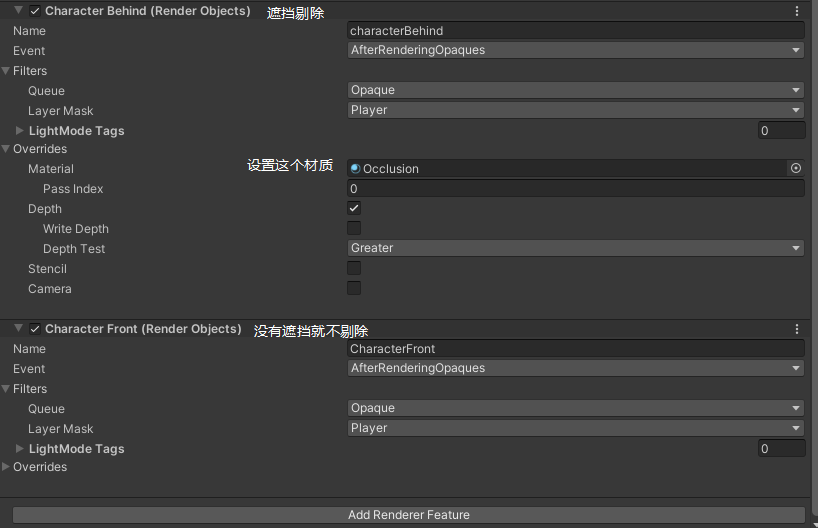 Character Behind (Render Objects) 遮挡剔除
Name characterBehind
Event AfterRenderingOpaques
Filters
Queue Opaque
Layer Mask Player
LightMode Tags 0
Overrides
Material 设置这个材质 Occlusion
Pass Index 0
Depth
Write Depth
Depth Test Greater
Stencil
Camera
Character Front (Render Objects) 没有遮挡就不剔除
Name CharacterFront
Event AfterRenderingOpaques
Filters
Queue Opaque
Layer Mask Player
LightMode Tags 0
Overrides
Add Renderer Feature